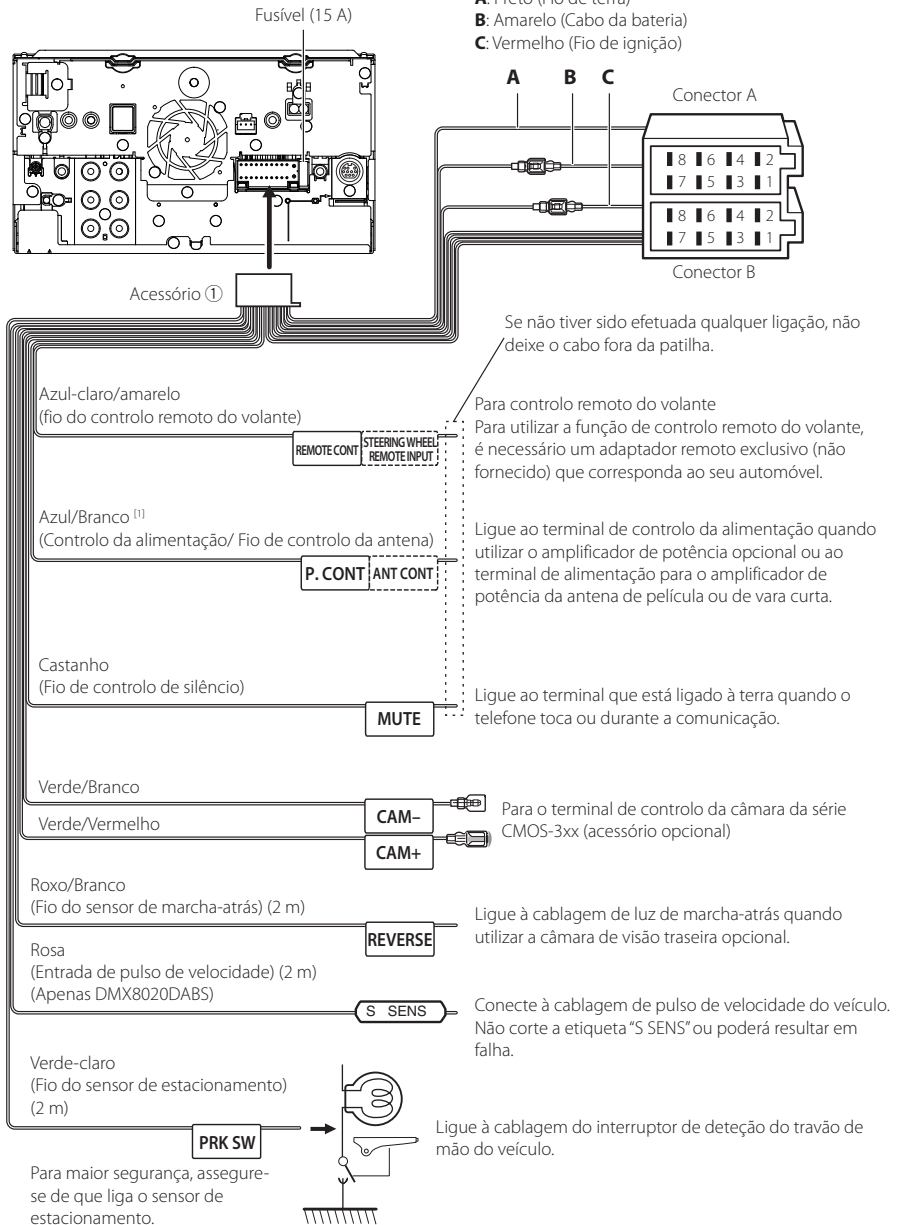 A: Preto (Fio de terra)
B: Amarelo (Cabo da bateria)
C: Vermelho (Fio de ignição)
Fusível (15 A)
A B C
Conector A
8 6 4 2
7 5 3 1
8 6 4 2
7 5 3 1
Conector B
Acessório ①
Se não tiver sido efetuada qualquer ligação, não
deixe o cabo fora da patilha.
Azul-claro/amarelo
(fio do controlo remoto do volante)
REMOTE CONT
STEERING WHEEL
REMOTE INPUT
Para controlo remoto do volante
Para utilizar a função de controlo remoto do volante,
é necessário um adaptador remoto exclusivo (não
fornecido) que corresponda ao seu automóvel.
Azul/Branco [1]
(Controlo da alimentação/ Fio de controlo da antena)
P. CONT ANT CONT
Ligue ao terminal de controlo da alimentação quando
utilizar o amplificador de potência opcional ou ao
terminal de alimentação para o amplificador de
potência da antena de película ou de vara curta.
Castanho
(Fio de controlo de silêncio)
MUTE
Ligue ao terminal que está ligado à terra quando o
telefone toca ou durante a comunicação.
Verde/Branco
CAM–
Verde/Vermelho
CAM+
Para o terminal de controlo da câmara da série
CMOS-3xx (acessório opcional)
Roxo/Branco
(Fio do sensor de marcha-atrás) (2 m)
REVERSE
Ligue à cablagem de luz de marcha-atrás quando
utilizar a câmara de visão traseira opcional.
Rosa
(Entrada de pulso de velocidade) (2 m)
(Apenas DMX8020DABS)
S SENS
Conecte à cablagem de pulso de velocidade do veículo.
Não corte a etiqueta “S SENS” ou poderá resultar em
falha.
Verde-claro
(Fio do sensor de estacionamento)
(2 m)
PRK SW
Ligue à cablagem do interruptor de deteção do travão de
mão do veículo.
Para maior segurança, assegure-
se de que liga o sensor de
estacionamento.